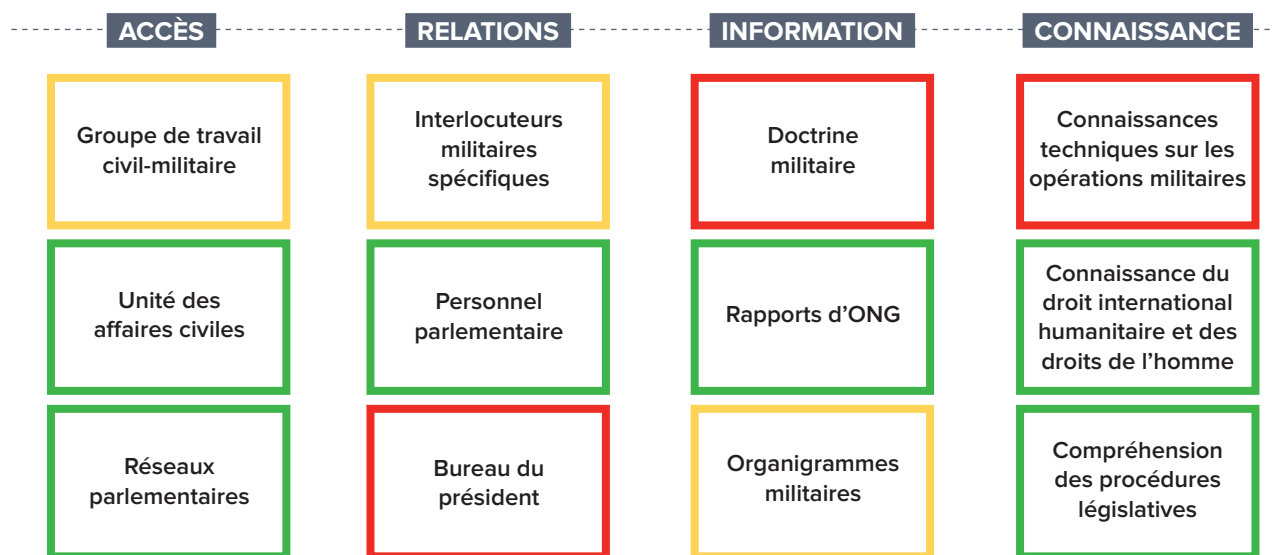 ACCÈS
RELATIONS
INFORMATION
CONNAISSANCE
Groupe de travail
civil-militaire
Interlocuteurs
militaires
spécifiques
Doctrine
militaire
Connaissances
techniques sur les
opérations militaires
Unité des
affaires civiles
Personnel
parlementaire
Rapports d’ONG
Connaissance du
droit international
humanitaire et des
droits de l’homme
Réseaux
parlementaires
Bureau du
président
Organigrammes
militaires
Compréhension
des procédures
législatives